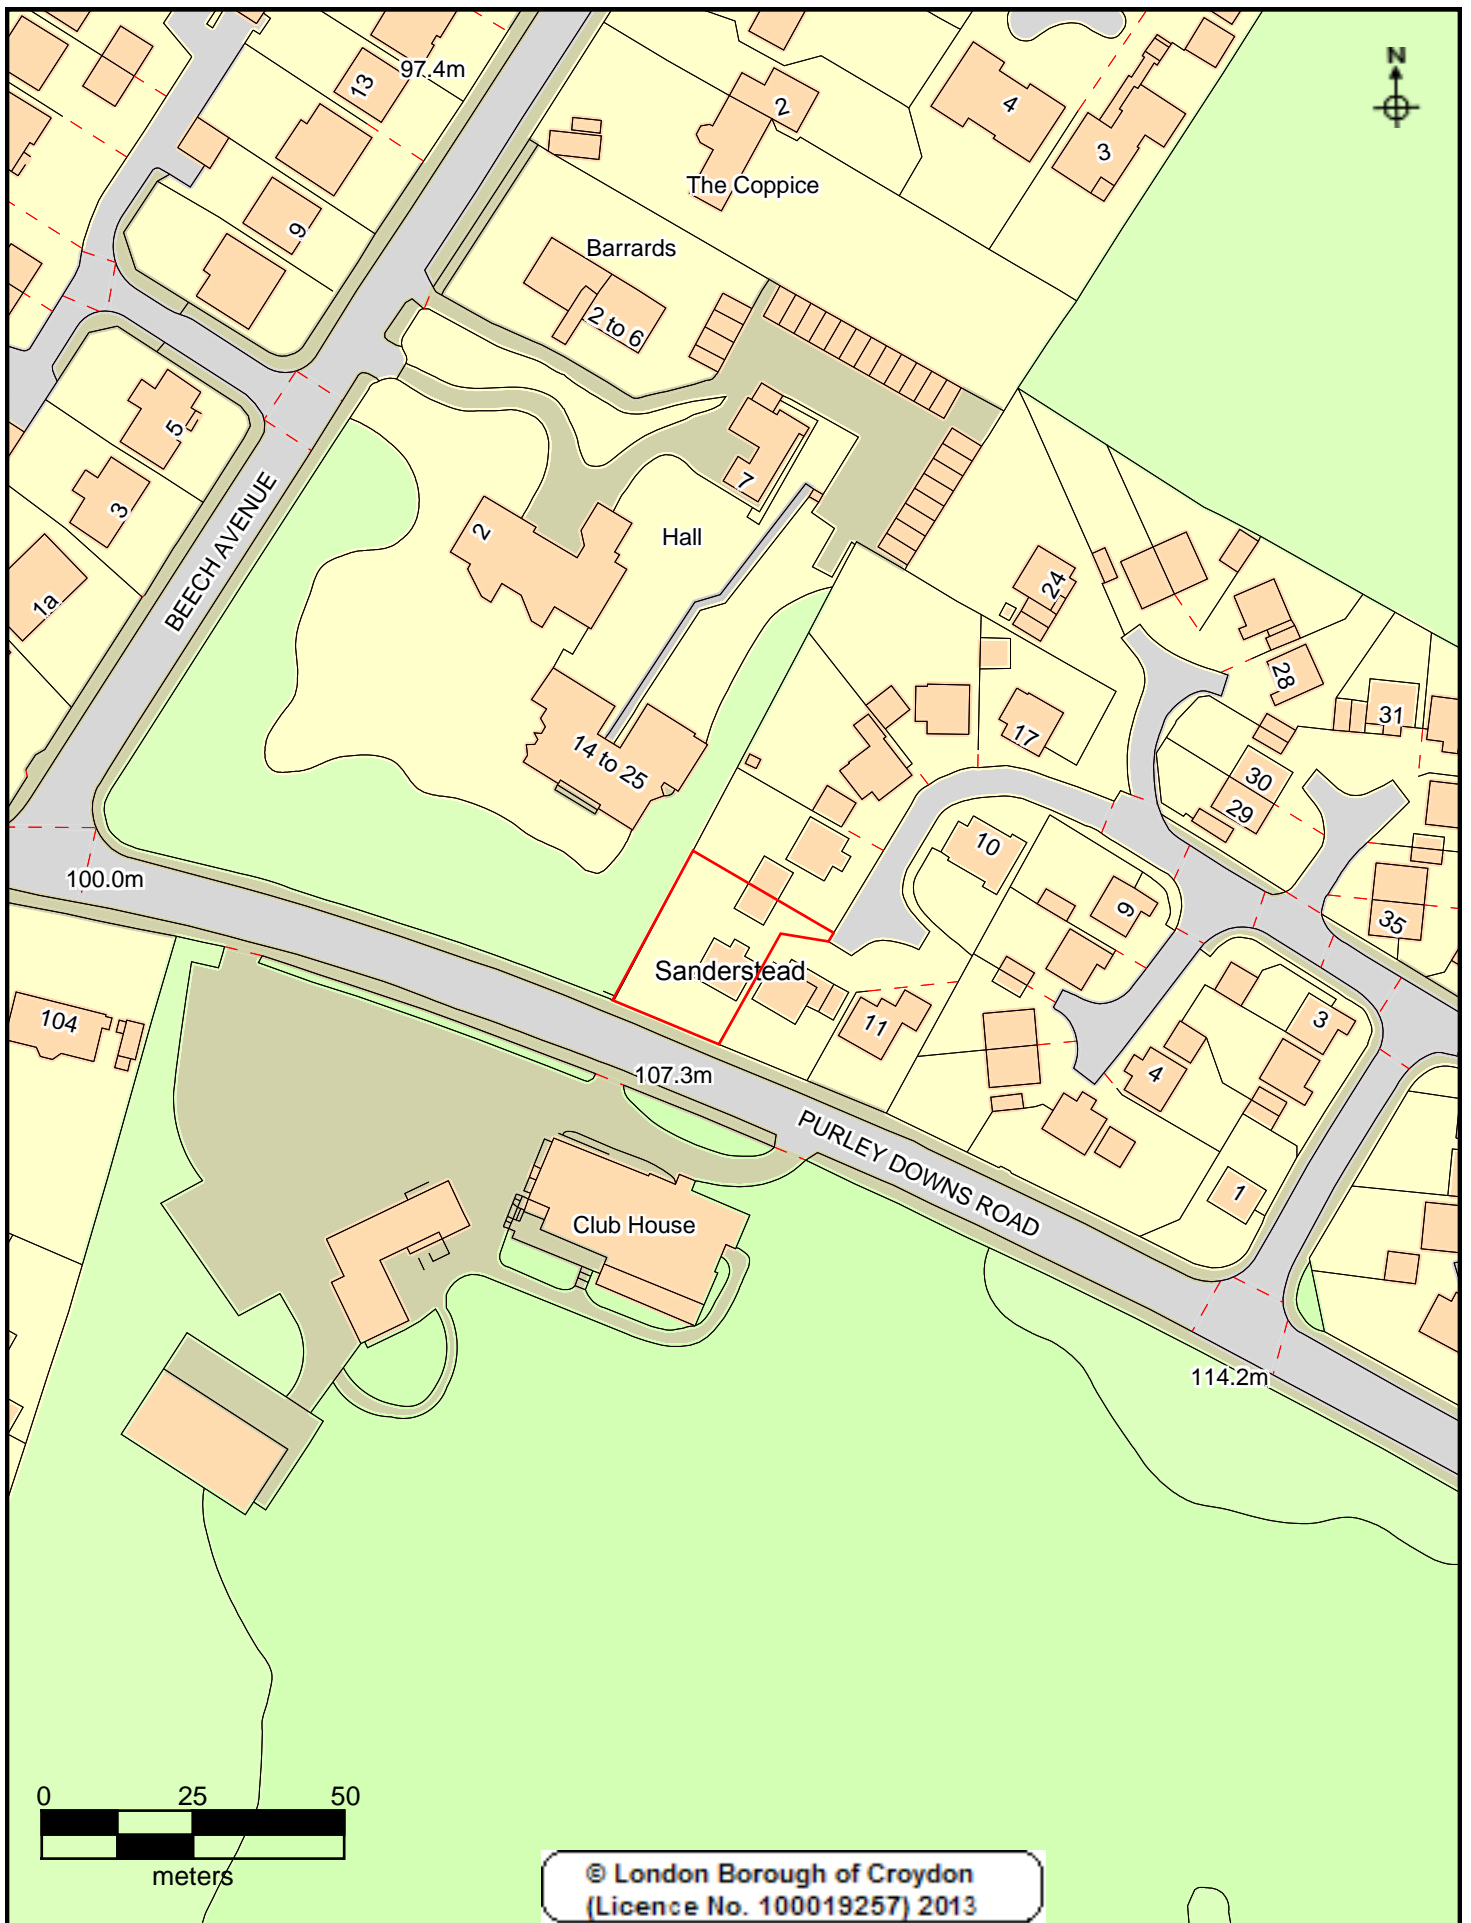 13
97.4m
N
2
4
3
The Coppice
9
Barrards
2 to 6
5
3
7
2
Hall
1a
BEECH AVENUE
24
28
31
17
14 to 25
30
29
10
100.0m
9
35
Sanderstead
104
11
3
107.3m
4
PURLEY DOWNS ROAD
1
Club House
114.2m
0 25 50
meters
© London Borough of Croydon
(Licence No. 100019257) 2013